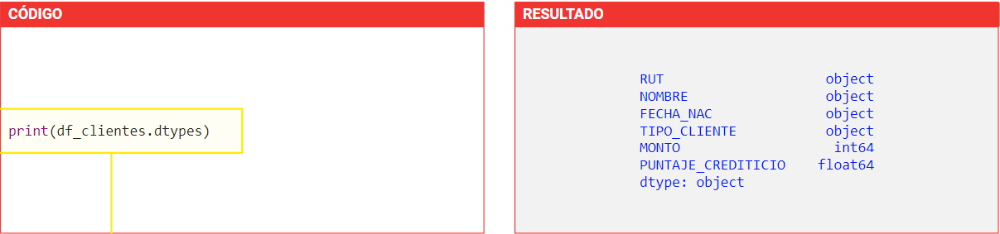 CÓDIGO
print(df_clientes.dtypes)
RESULTADO
RUT object
NOMBRE object
FECHA_NAC object
TIPO_CLIENTE object
MONTO int64
PUNTAJE_CREDITICIO float64
dtype: object